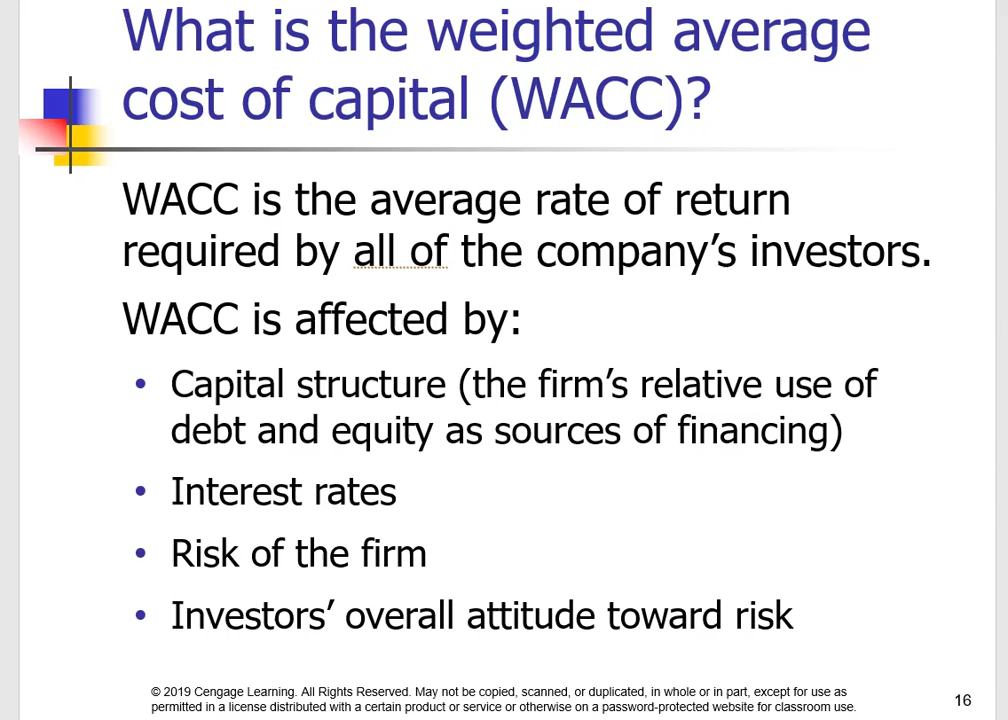 What is the weighted average
cost of capital (WACC)?
WACC is the average rate of return
required by all of the company’s investors.
WACC is affected by:
• Capital structure (the firm’s relative use of
debt and equity as sources of financing)
• Interest rates
• Risk of the firm
• Investors’ overall attitude toward risk
© 2019 Cengage Learning. All Rights Reserved. May not be copied, scanned, or duplicated, in whole or in part, except for use as
permitted in a license distributed with a certain product or service or otherwise on a password-protected website for classroom use.
16